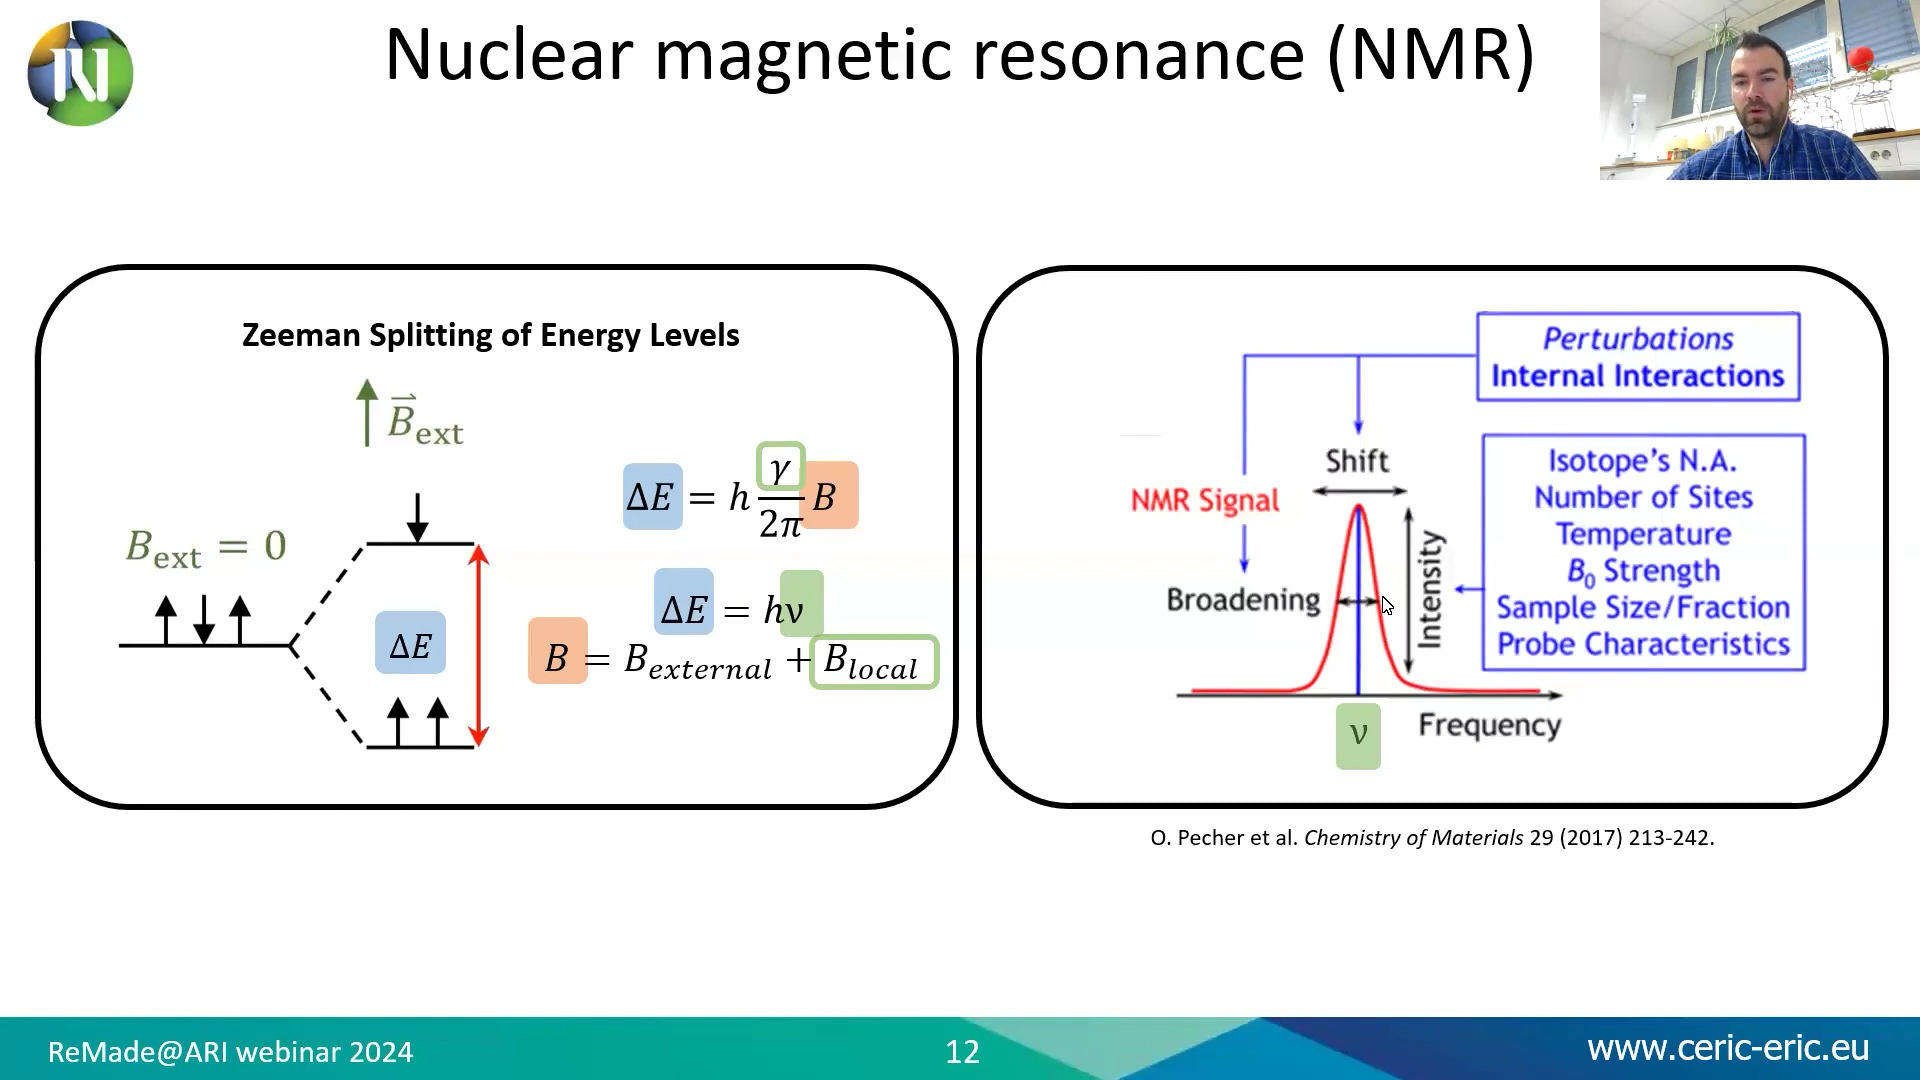 Nuclear magnetic resonance (NMR)
Zeeman Splitting of Energy Levels
B⃗ext
Bext = 0
ΔE
ΔE = h γ/2π B
ΔE = hν
B = Bexternal + Blocal
Perturbations
Internal Interactions
Shift
NMR Signal
Broadening
Intensity
Isotope's N.A.
Number of Sites
Temperature
B0 Strength
Sample Size/Fraction
Probe Characteristics
Frequency
ν
O. Pecher et al. Chemistry of Materials 29 (2017) 213-242.
ReMade@ARI webinar 2024
12
www.ceric-eric.eu